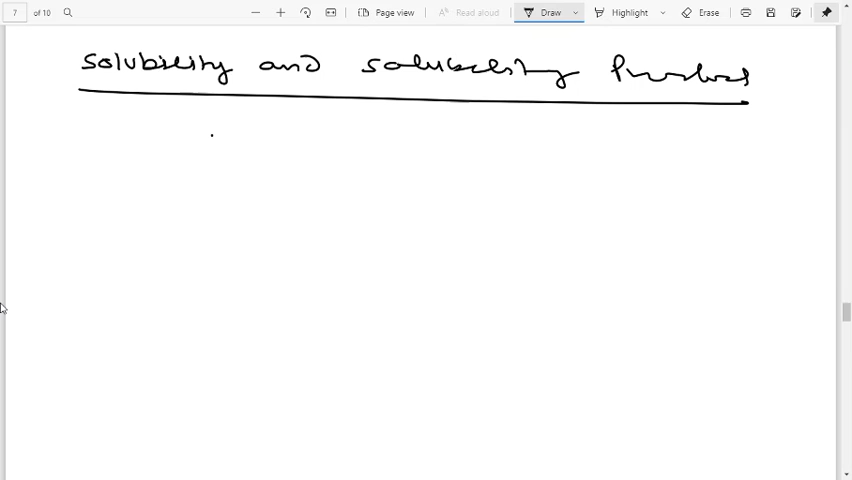 7 of 10 Page view Read aloud Draw Highlight Erase
Solubility and solubility Product